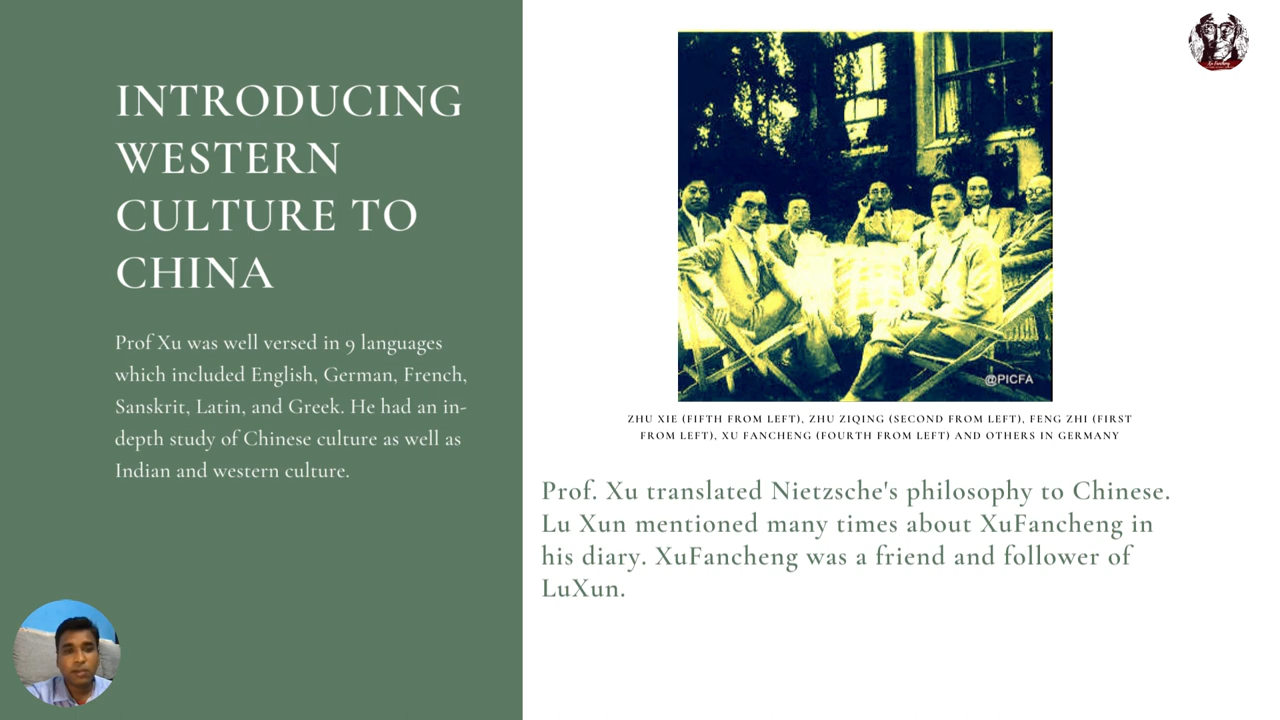 INTRODUCING
WESTERN
CULTURE TO
CHINA
Prof Xu was well versed in 9 languages
which included English, German, French,
Sanskrit, Latin, and Greek. He had an in-
depth study of Chinese culture as well as
Indian and western culture.
@PICFA
ZHU XIE (FIFTH FROM LEFT), ZHU ZIQING (SECOND FROM LEFT), FENG ZHI (FIRST
FROM LEFT), XU FANCHENG (FOURTH FROM LEFT) AND OTHERS IN GERMANY
Prof. Xu translated Nietzsche's philosophy to Chinese.
Lu Xun mentioned many times about XuFancheng in
his diary. XuFancheng was a friend and follower of
LuXun.